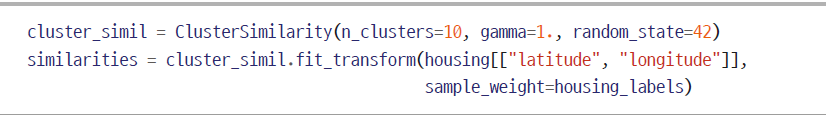 cluster_simil = ClusterSimilarity(n_clusters=10, gamma=1., random_state=42)
similarities = cluster_simil.fit_transform(housing[["latitude", "longitude"]],
                                           sample_weight=housing_labels)